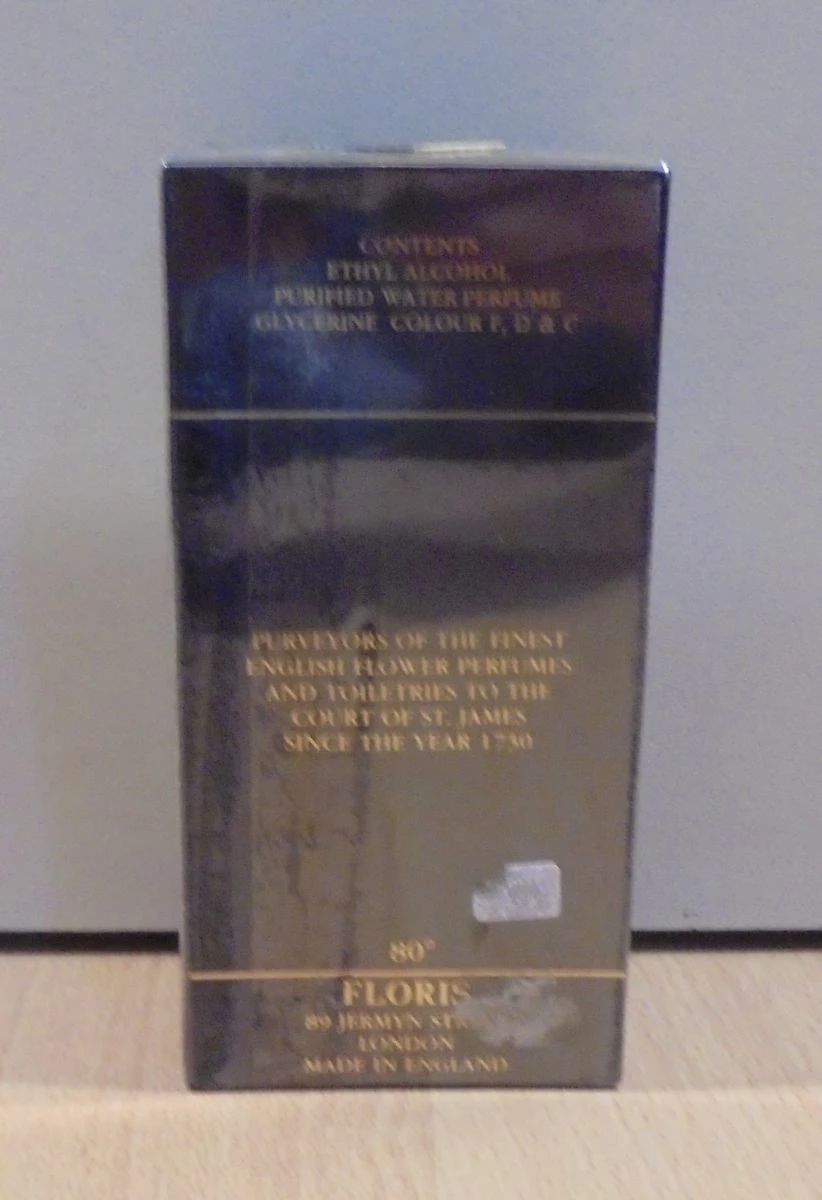 CONTENTS
ETHYL ALCOHOL
PURIFIED WATER PERFUME
GLYCERINE COLOUR F, D & C
PURVEYORS OF THE FINEST
ENGLISH FLOWER PERFUMES
AND TOILETRIES TO THE
COURT OF ST. JAMES
SINCE THE YEAR 1730
80°
FLORIS
89 JERMYN
LONDON
MADE IN ENGLAND